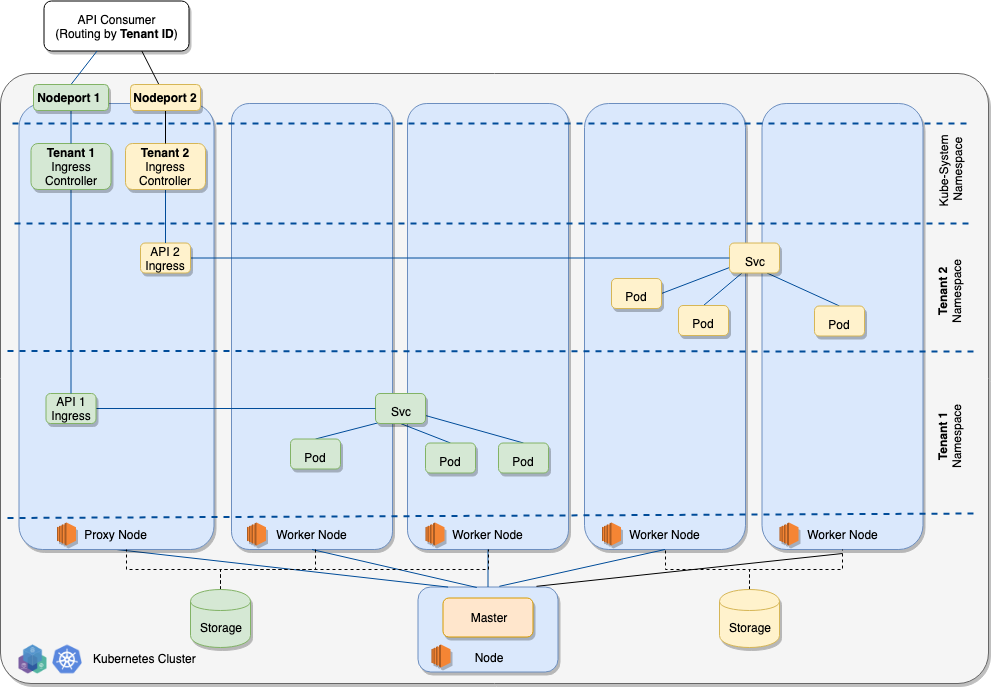 API Consumer
(Routing by Tenant ID)
Nodeport 1
Nodeport 2
Tenant 1
Ingress
Controller
Tenant 2
Ingress
Controller
Kube-System
Namespace
API 2
Ingress
Svc
Pod
Pod
Pod
Tenant 2
Namespace
API 1
Ingress
Svc
Pod
Pod
Pod
Tenant 1
Namespace
Proxy Node
Worker Node
Worker Node
Worker Node
Worker Node
Storage
Master
Node
Storage
Kubernetes Cluster